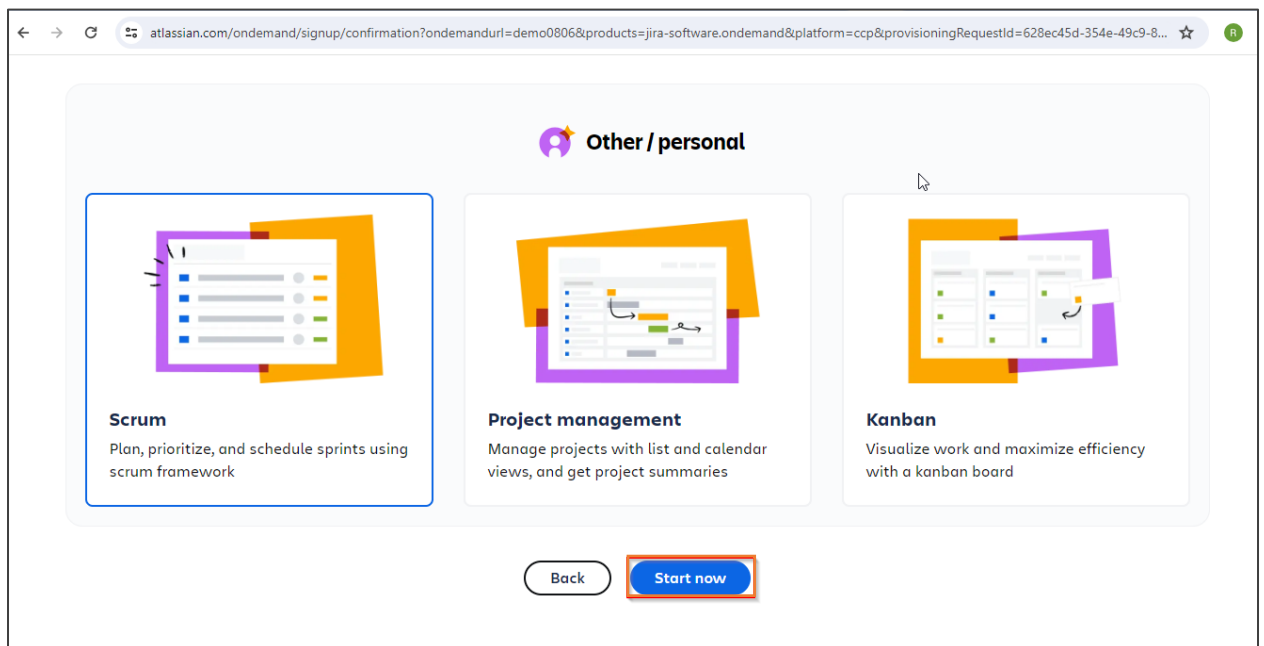 atlassian.com/ondemand/signup/confirmation?ondemandurl=demo0806&products=jira-software.ondemand&platform=ccp&provisioningRequestId=628ec45d-354e-49c9-8...
R
Other / personal
Scrum
Plan, prioritize, and schedule sprints using
scrum framework
Project management
Manage projects with list and calendar
views, and get project summaries
Kanban
Visualize work and maximize efficiency
with a kanban board
Back
Start now